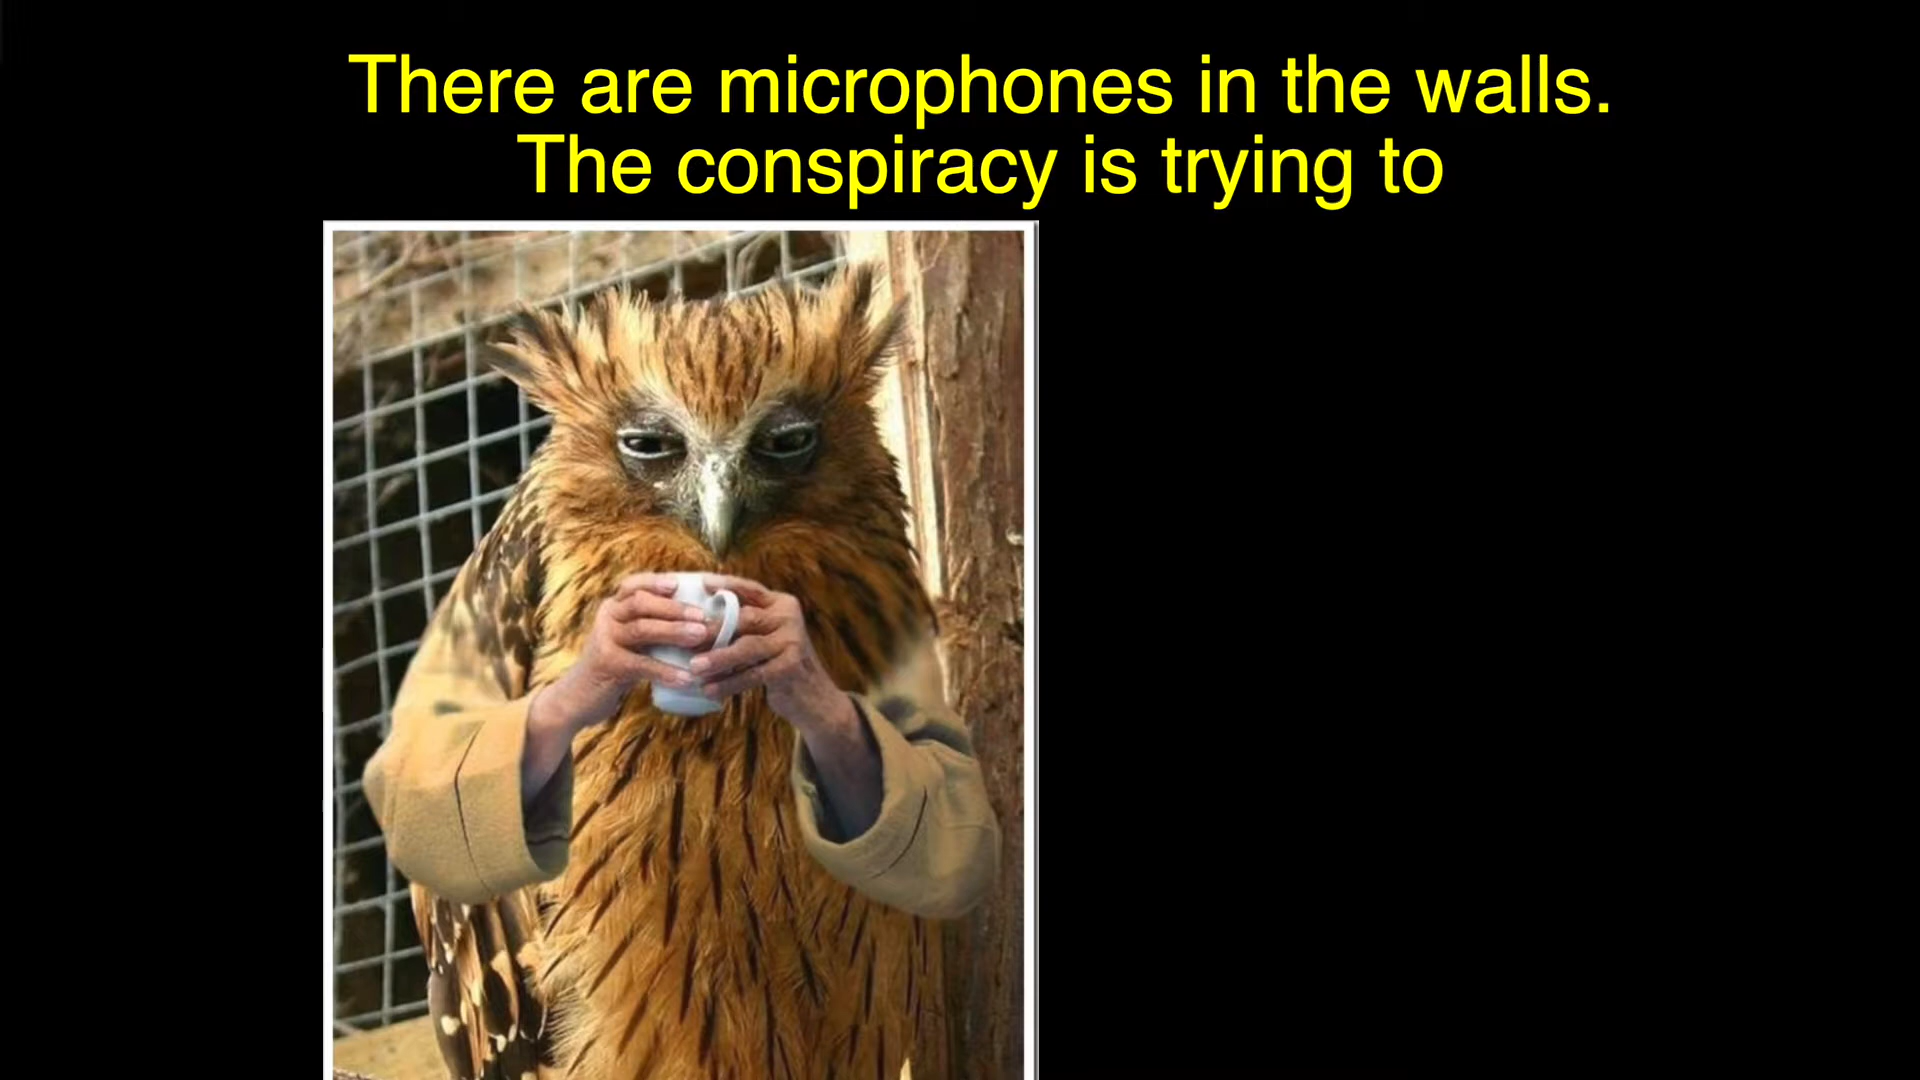 There are microphones in the walls.
The conspiracy is trying to